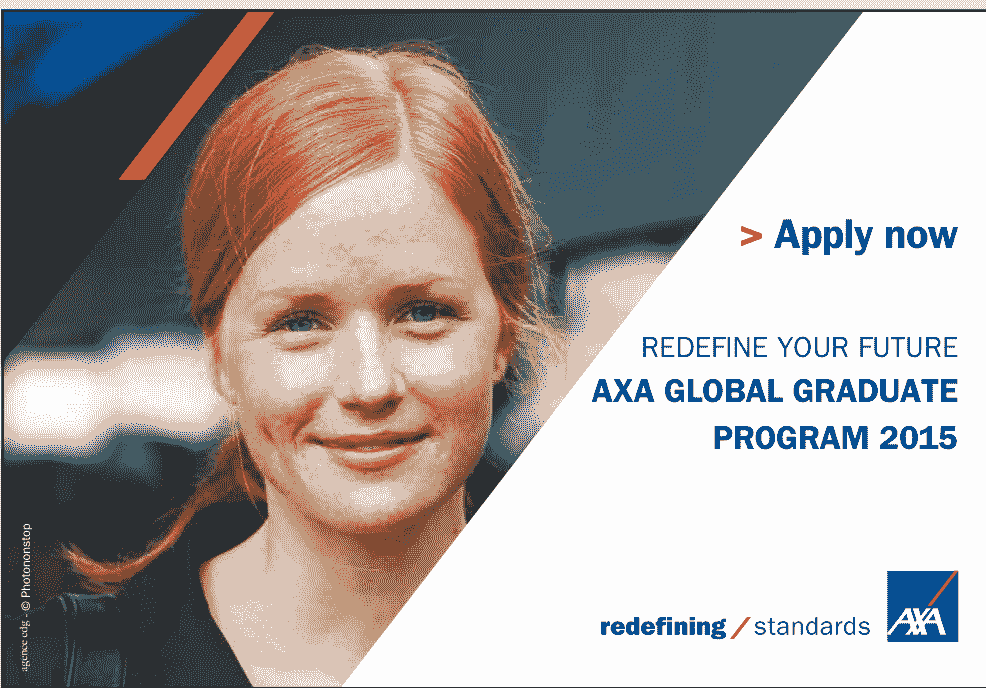 > Apply now
REDEFINE YOUR FUTURE
AXA GLOBAL GRADUATE
PROGRAM 2015
redefining / standards
AXA
agence cdg - © Photononstop